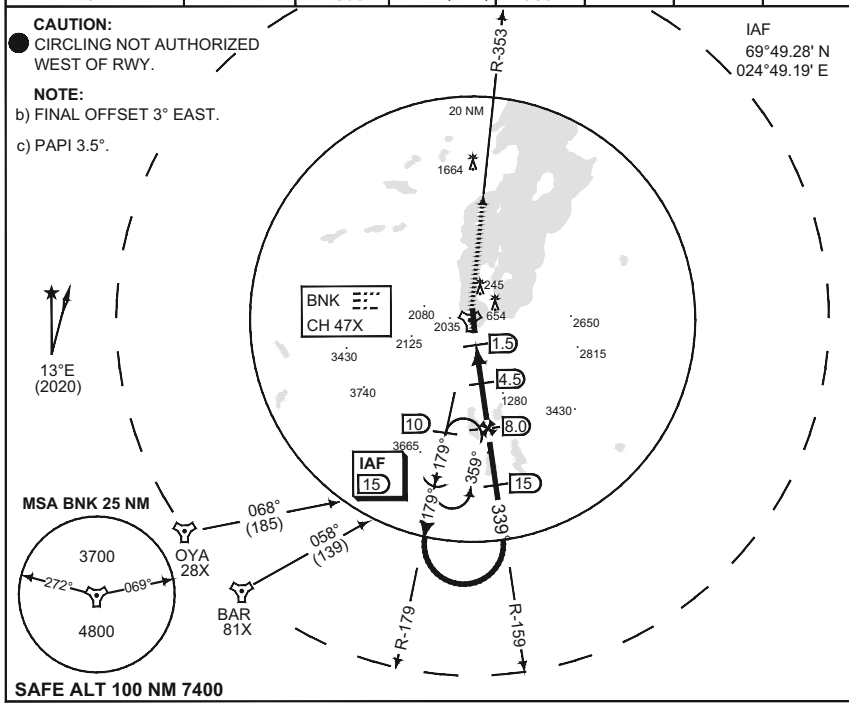 CAUTION:
CIRCLING NOT AUTHORIZED
WEST OF RWY.
NOTE:
b) FINAL OFFSET 3° EAST.
c) PAPI 3.5°.
IAF
69°49.28' N
024°49.19' E
R-353
20 NM
1664
245
654
BNK
CH 47X
2080
2035
2125
3430
3740
2650
2815
3430
1280
1.5
4.5
8.0
10
15
3665
IAF
15
179°
359°
179°
339°
13°E
(2020)
MSA BNK 25 NM
3700
272°
069°
4800
OYA
28X
068°
(185)
BAR
81X
058°
(139)
R-179
R-159
SAFE ALT 100 NM 7400